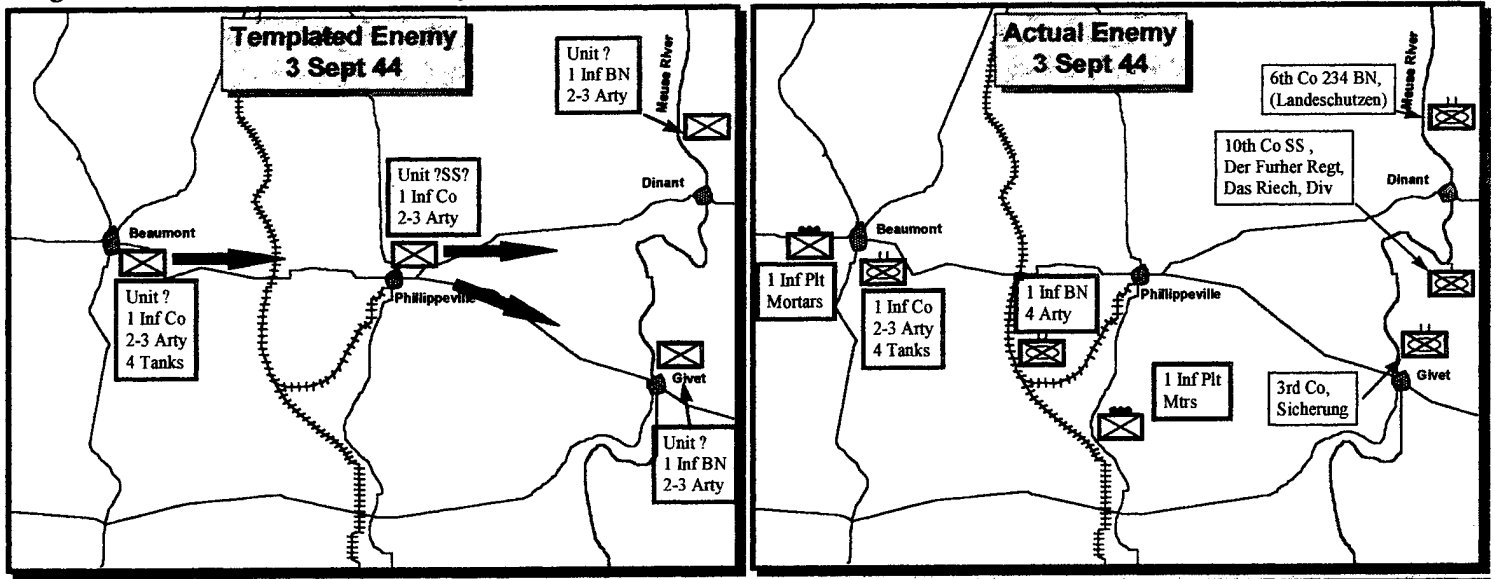 Templated Enemy
3 Sept 44
Unit ?
1 Inf BN
2-3 Arty
Meuse River
Unit ?SS?
1 Inf Co
2-3 Arty
Dinant
Beaumont
Unit ?
1 Inf Co
2-3 Arty
4 Tanks
Phillippeville
Givet
Unit ?
1 Inf BN
2-3 Arty
Actual Enemy
3 Sept 44
6th Co 234 BN,
(Landeschutzen)
Meuse River
10th Co SS ,
Der Furher Regt,
Das Riech, Div
Dinant
Beaumont
1 Inf Plt
Mortars
1 Inf Co
2-3 Arty
4 Tanks
1 Inf BN
4 Arty
Phillippeville
1 Inf Plt
Mtrs
3rd Co,
Sicherung
Givet